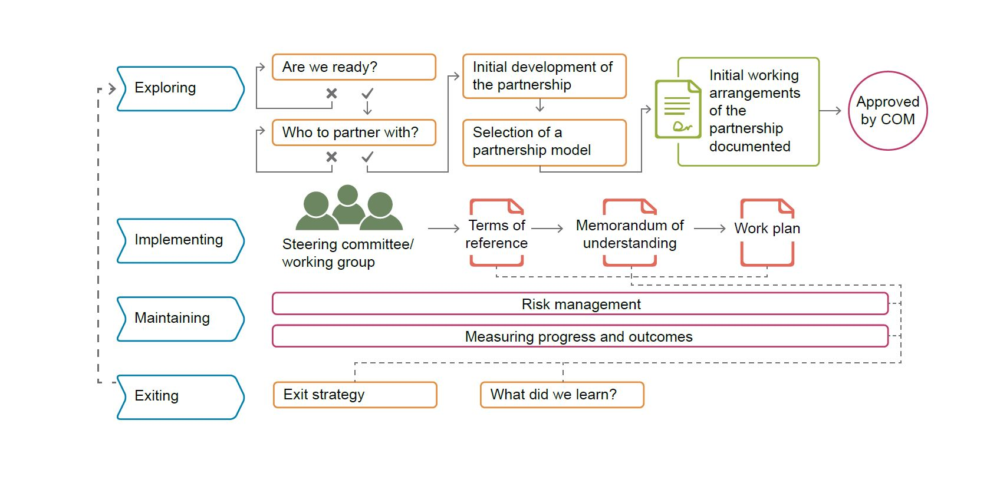 Exploring
Are we ready?
Who to partner with?
Initial development of
the partnership
Selection of a
partnership model
Initial working
arrangements
of the
partnership
documented
Approved
by COM
Implementing
Steering committee/
working group
Terms of
reference
Memorandum of
understanding
Work plan
Maintaining
Risk management
Measuring progress and outcomes
Exiting
Exit strategy
What did we learn?